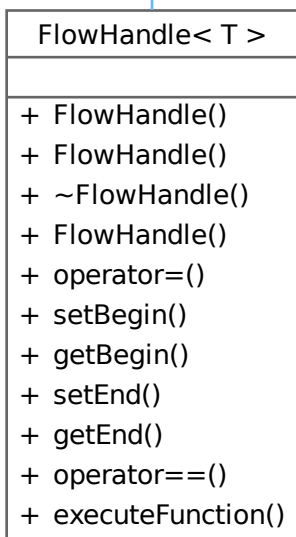 FlowHandle< T >
+ FlowHandle()
+ FlowHandle()
+ ~FlowHandle()
+ FlowHandle()
+ operator=()
+ setBegin()
+ getBegin()
+ setEnd()
+ getEnd()
+ operator==()
+ executeFunction()